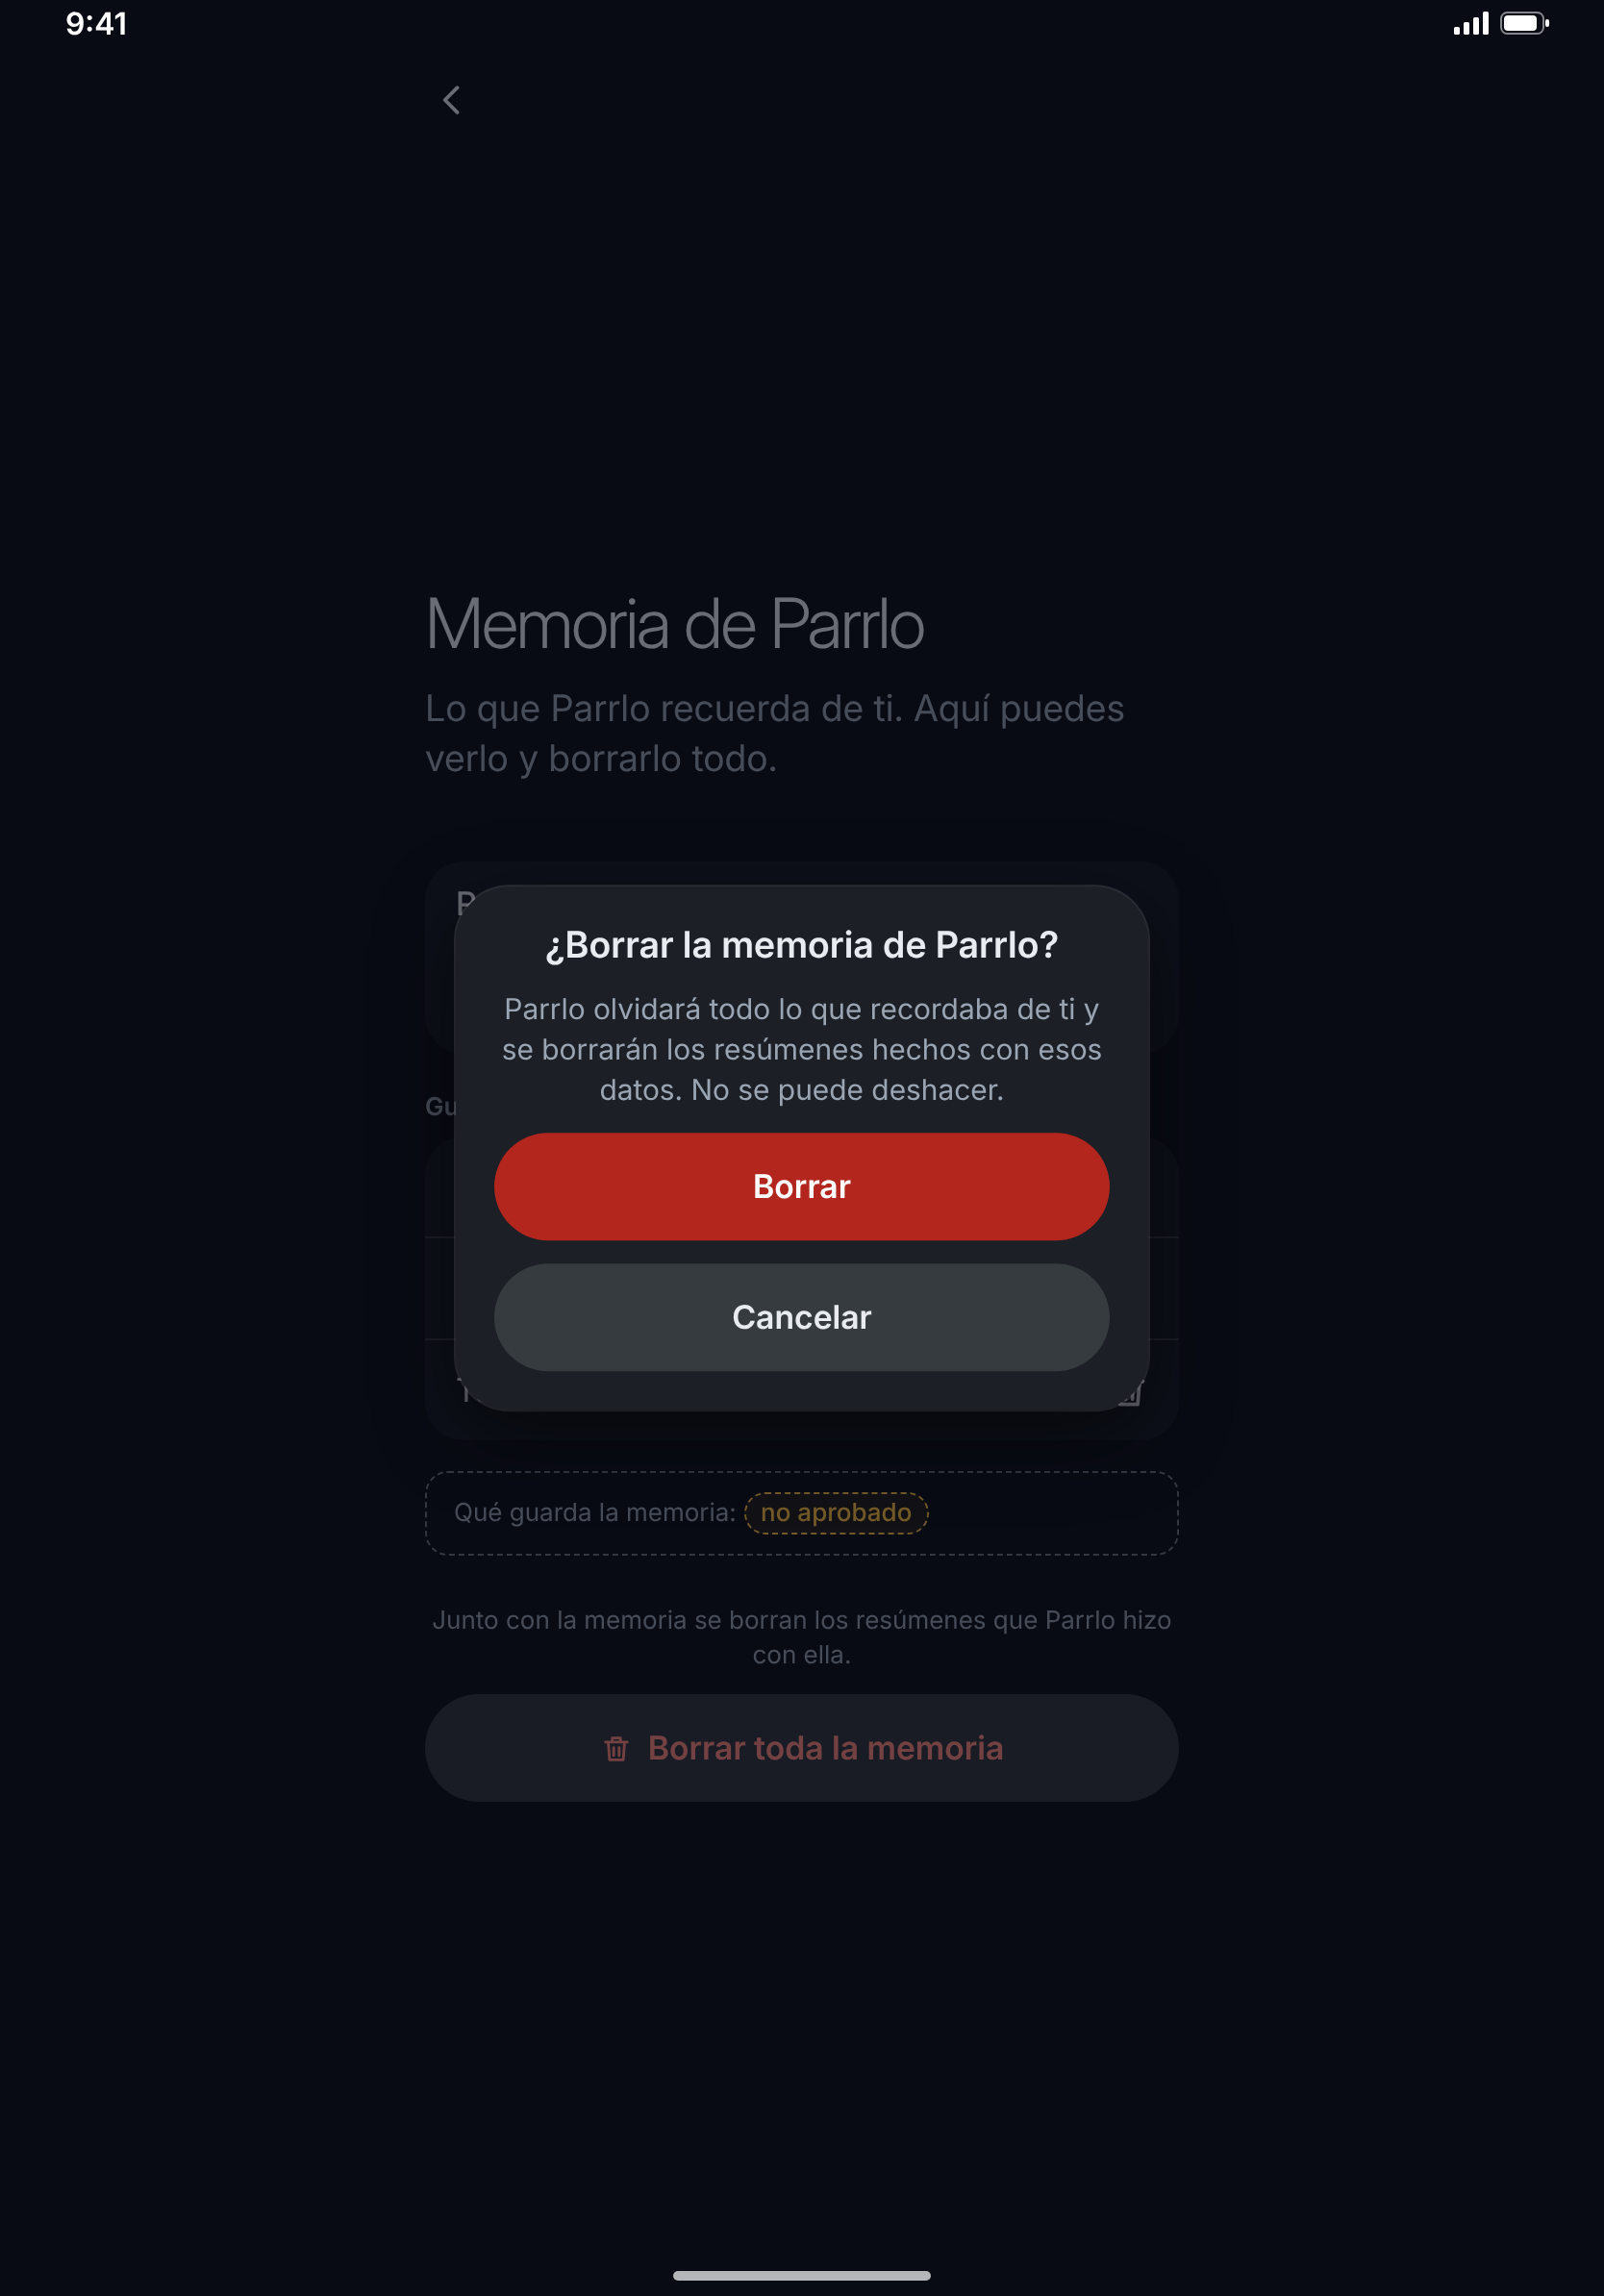 9:41
Memoria de Parrlo
Lo que Parrlo recuerda de ti. Aquí puedes
verlo y borrarlo todo.
¿Borrar la memoria de Parrlo?
Parrlo olvidará todo lo que recordaba de ti y
se borrarán los resúmenes hechos con esos
datos. No se puede deshacer.
Borrar
Cancelar
Qué guarda la memoria: no aprobado
Junto con la memoria se borran los resúmenes que Parrlo hizo
con ella.
Borrar toda la memoria